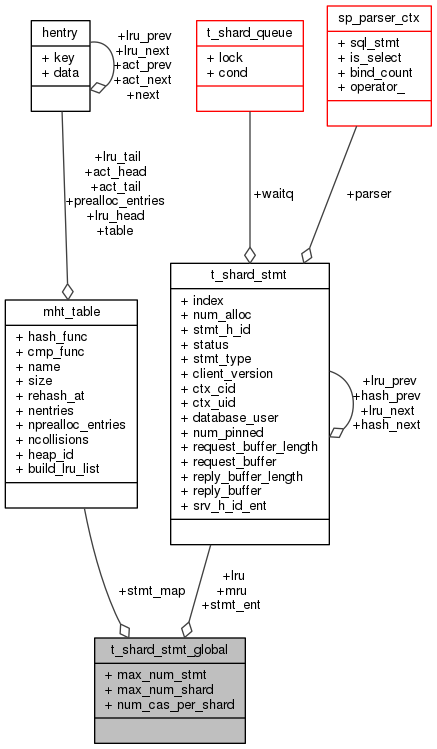 hentry
+ key
+ data
+lru_prev
+lru_next
+act_prev
+act_next
+next
t_shard_queue
+ lock
+ cond
sp_parser_ctx
+ sql_stmt
+ is_select
+ bind_count
+ operator_
+lru_tail
+act_head
+act_tail
+prealloc_entries
+lru_head
+table
+waitq
+parser
mht_table
+ hash_func
+ cmp_func
+ name
+ size
+ rehash_at
+ nentries
+ nprealloc_entries
+ ncollisions
+ heap_id
+ build_lru_list
t_shard_stmt
+ index
+ num_alloc
+ stmt_h_id
+ status
+ stmt_type
+ client_version
+ ctx_cid
+ ctx_uid
+ database_user
+ num_pinned
+ request_buffer_length
+ request_buffer
+ reply_buffer_length
+ reply_buffer
+ srv_h_id_ent
+lru_prev
+hash_prev
+lru_next
+hash_next
+stmt_map
+lru
+mru
+stmt_ent
t_shard_stmt_global
+ max_num_stmt
+ max_num_shard
+ num_cas_per_shard